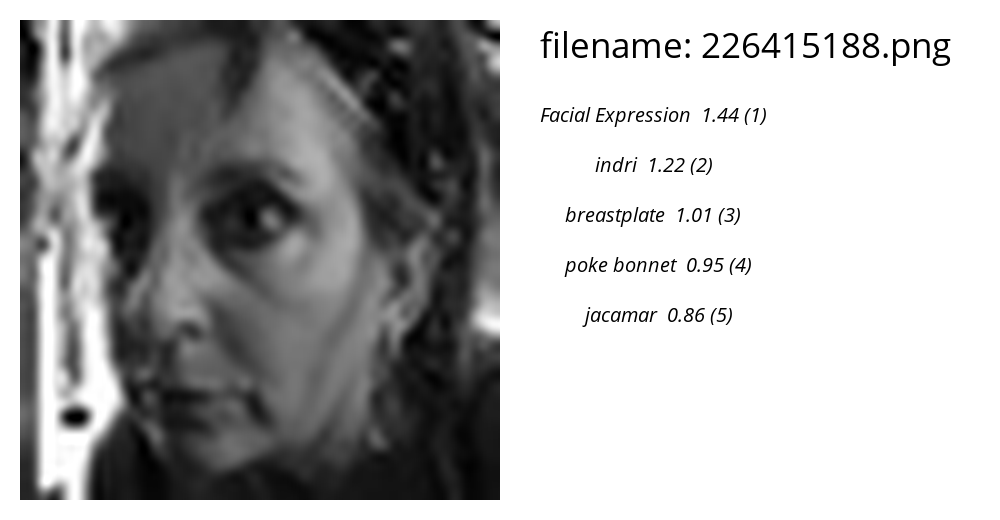 filename: 226415188.png
Facial Expression 1.44 (1)
indri 1.22 (2)
breastplate 1.01 (3)
poke bonnet 0.95 (4)
jacamar 0.86 (5)